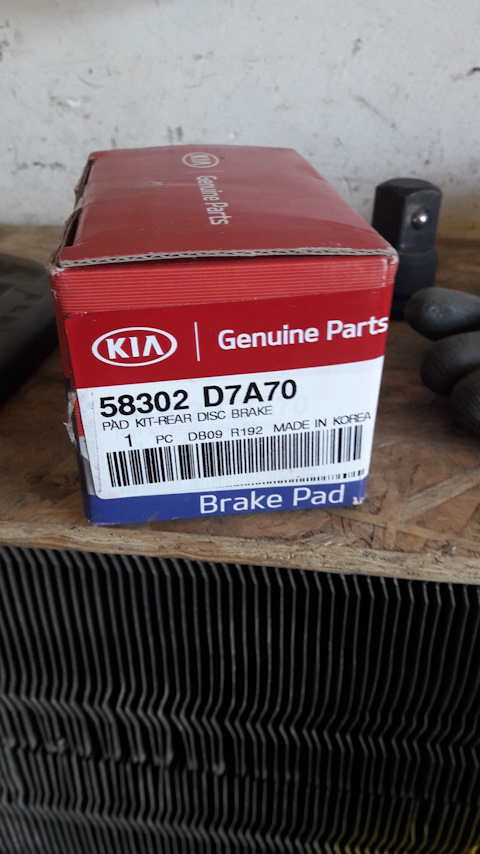 KIA Genuine Parts
KIA Genuine Parts
58302 D7A70
PAD KIT-REAR DISC BRAKE
1 PC DB09 R192 MADE IN KOREA
Brake Pad